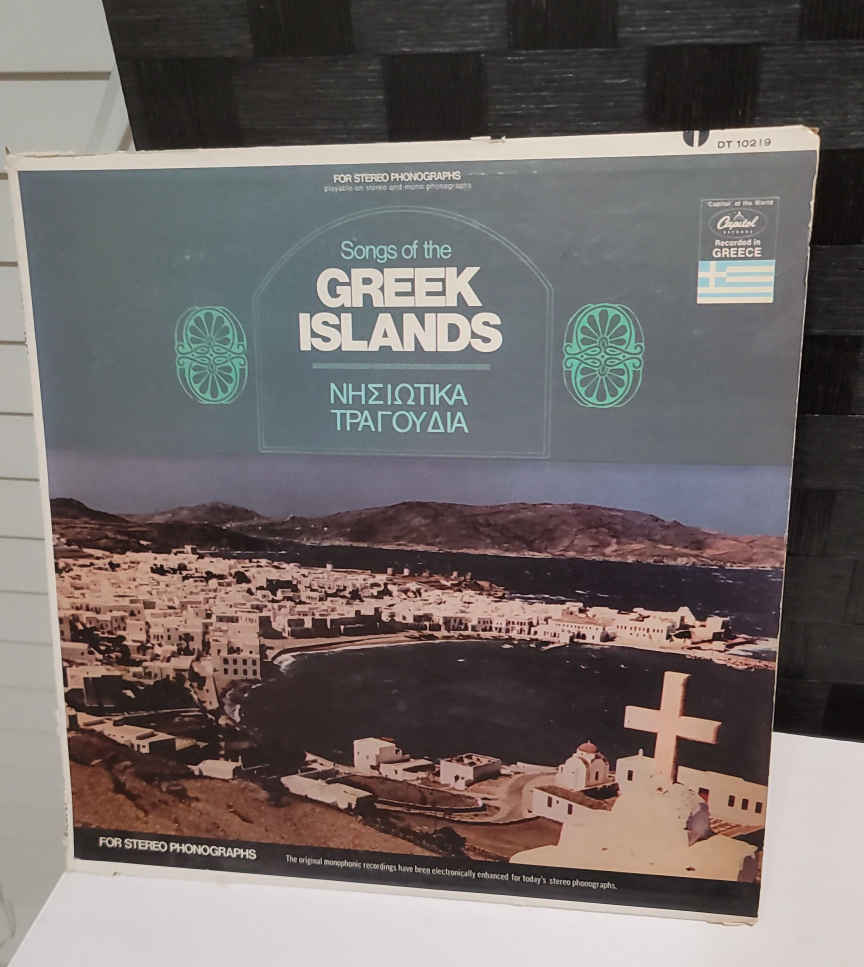 DT 10219
FOR STEREO PHONOGRAPHS
playable on stereo and mono phonographs
"Capitol of the World"
Capitol
RECORDS
Recorded in
GREECE
Songs of the
GREEK
ISLANDS
ΝΗΣΙΩΤΙΚΑ
ΤΡΑΓΟΥΔΙΑ
FOR STEREO PHONOGRAPHS
The original monophonic recordings have been electronically enhanced for today's stereo phonographs.